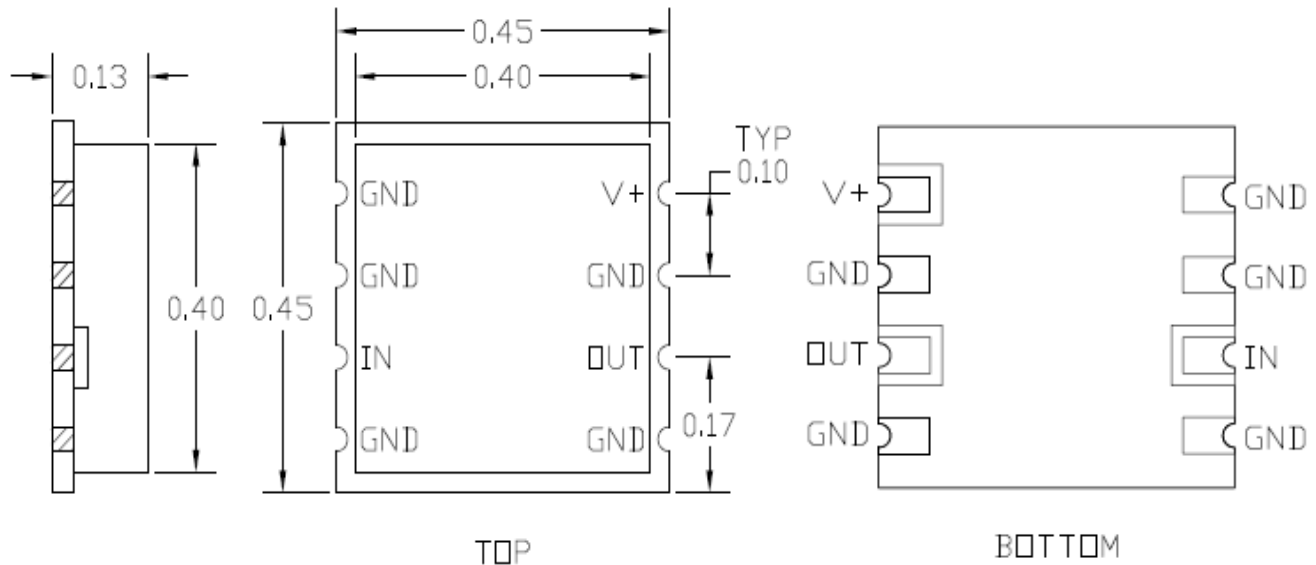 0.45
0.13
0.40
TYP
0.10
GND V+ V+ GND
GND GND GND GND
0.40 0.45
IN OUT OUT IN
GND GND 0.17 GND GND
TOP BOTTOM